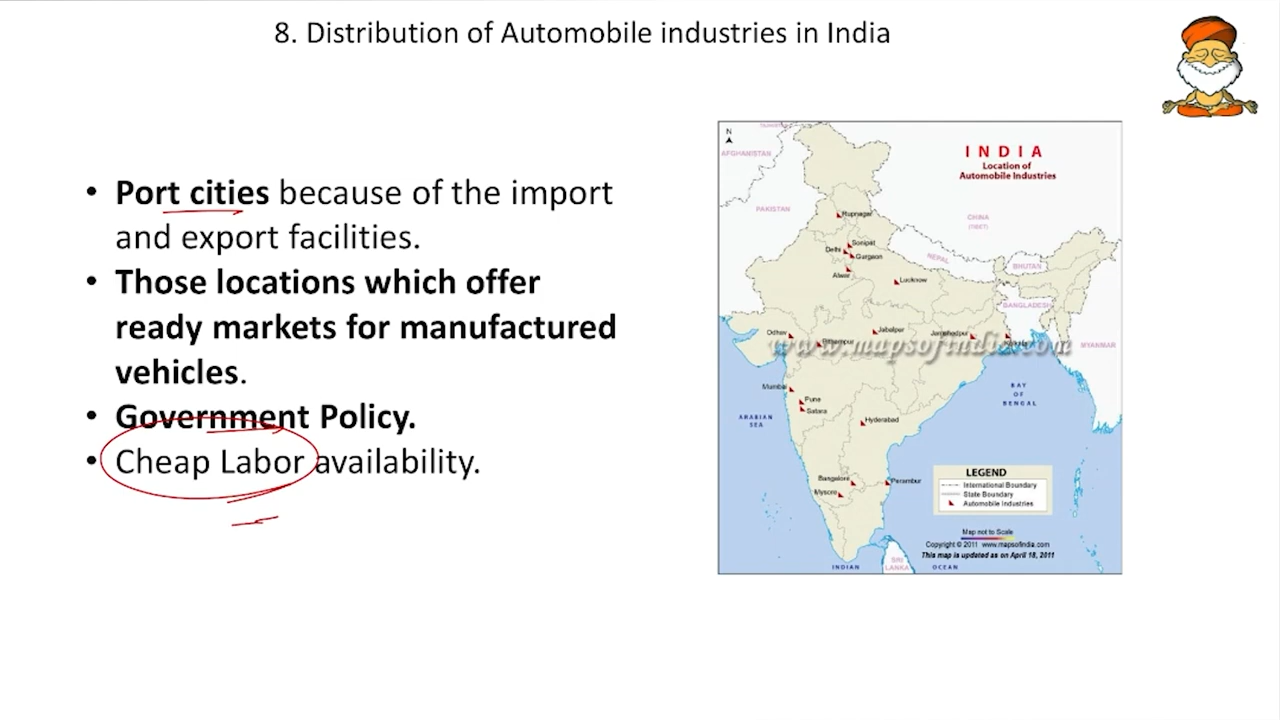 8. Distribution of Automobile industries in India
• Port cities because of the import
and export facilities.
• Those locations which offer
ready markets for manufactured
vehicles.
• Government Policy.
• Cheap Labor availability.
N
INDIA
Location of
Automobile Industries
AFGHANISTAN
PAKISTAN
CHINA
(TIBET)
NEPAL
BHUTAN
BANGLADESH
MYANMAR
Rupnagar
Sonipat
Delhi
Gurgaon
Alwar
Lucknow
Odhav
Pithampur
Jabalpur
Jamshedpur
Kolkata
www.mapsofindia.com
Mumbai
Pune
Satara
Hyderabad
ARABIAN
SEA
BAY
OF
BENGAL
Bangalore
Mysore
Perambur
LEGEND
International Boundary
State Boundary
Automobile Industries
Map not to Scale
Copyright © 2011 www.mapsofindia.com
This map is updated as on April 18, 2011
SRI
LANKA
INDIAN OCEAN